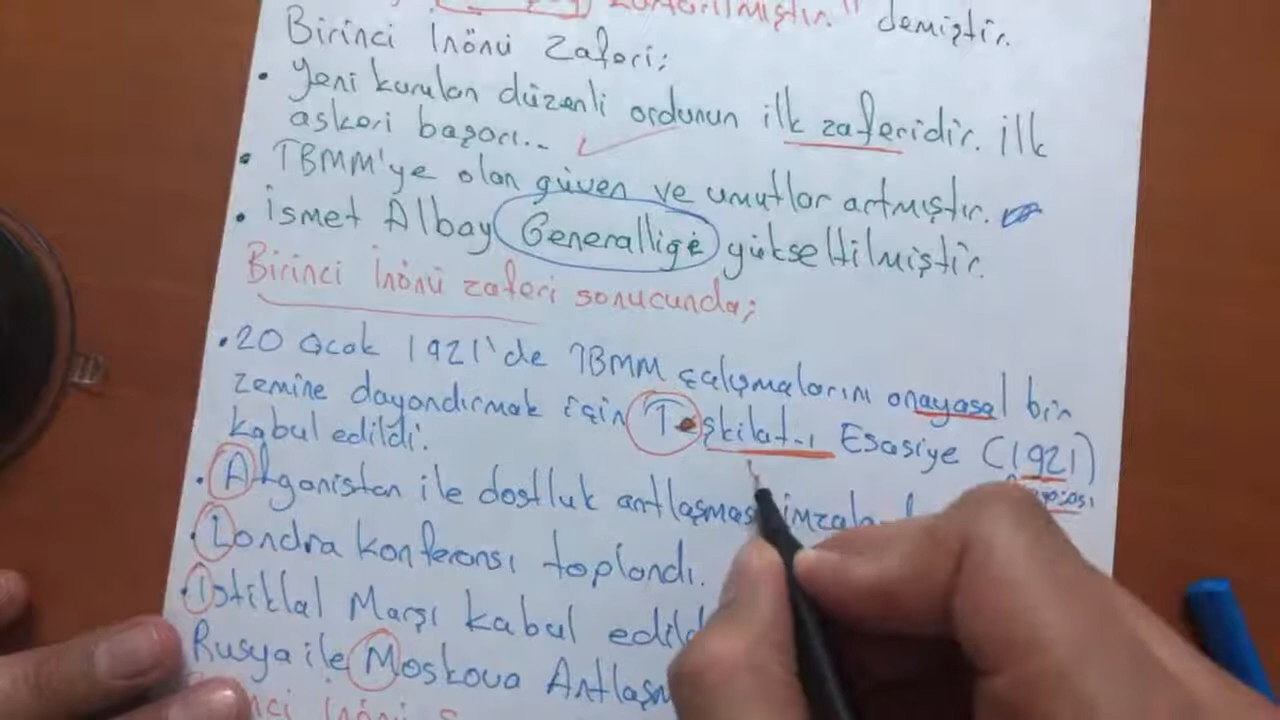 demiştir.
Birinci İnönü Zaferi;
• Yeni kurulan düzenli ordunun ilk zaferidir. ilk
askeri başarı...
• TBMM'ye olan güven ve umutlar artmıştır.
• İsmet Albay Generalliğe yükseltilmiştir.
Birinci İnönü zaferi sonucunda;
• 20 Ocak 1921'de TBMM çalışmalarını anayasal bir
zemine dayandırmak için Teşkilat-ı Esasiye (1921)
kabul edildi.
• Afganistan ile dostluk antlaşması
• Londra konferansı toplandı.
• İstiklal Marşı kabul
Rusya ile Moskova